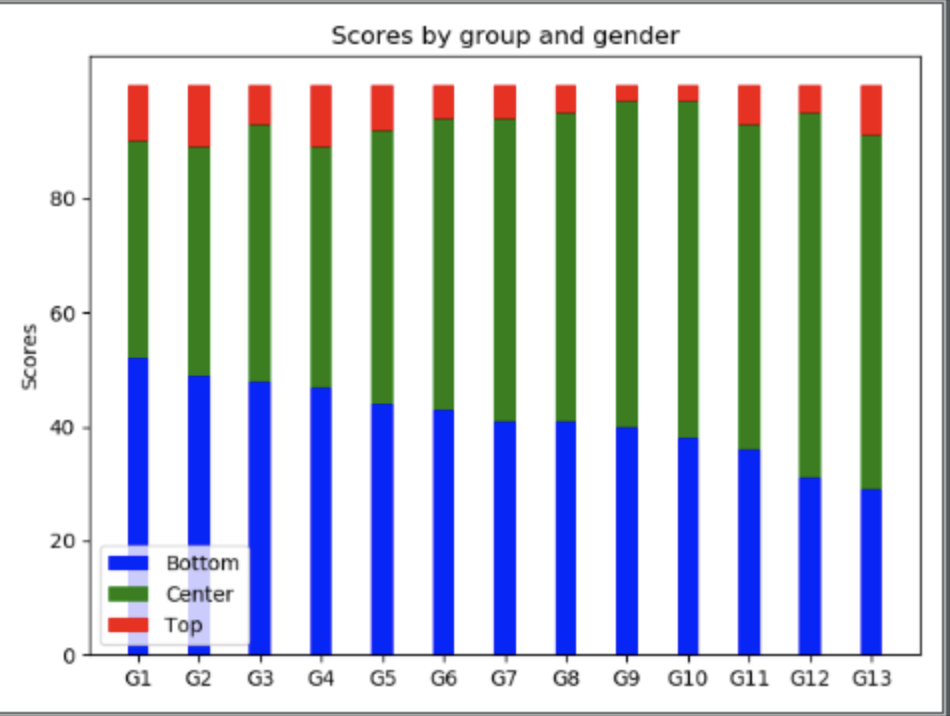 Scores by group and gender
80
60
40
20
0
Scores
Bottom
Center
Top
G1 G2 G3 G4 G5 G6 G7 G8 G9 G10 G11 G12 G13